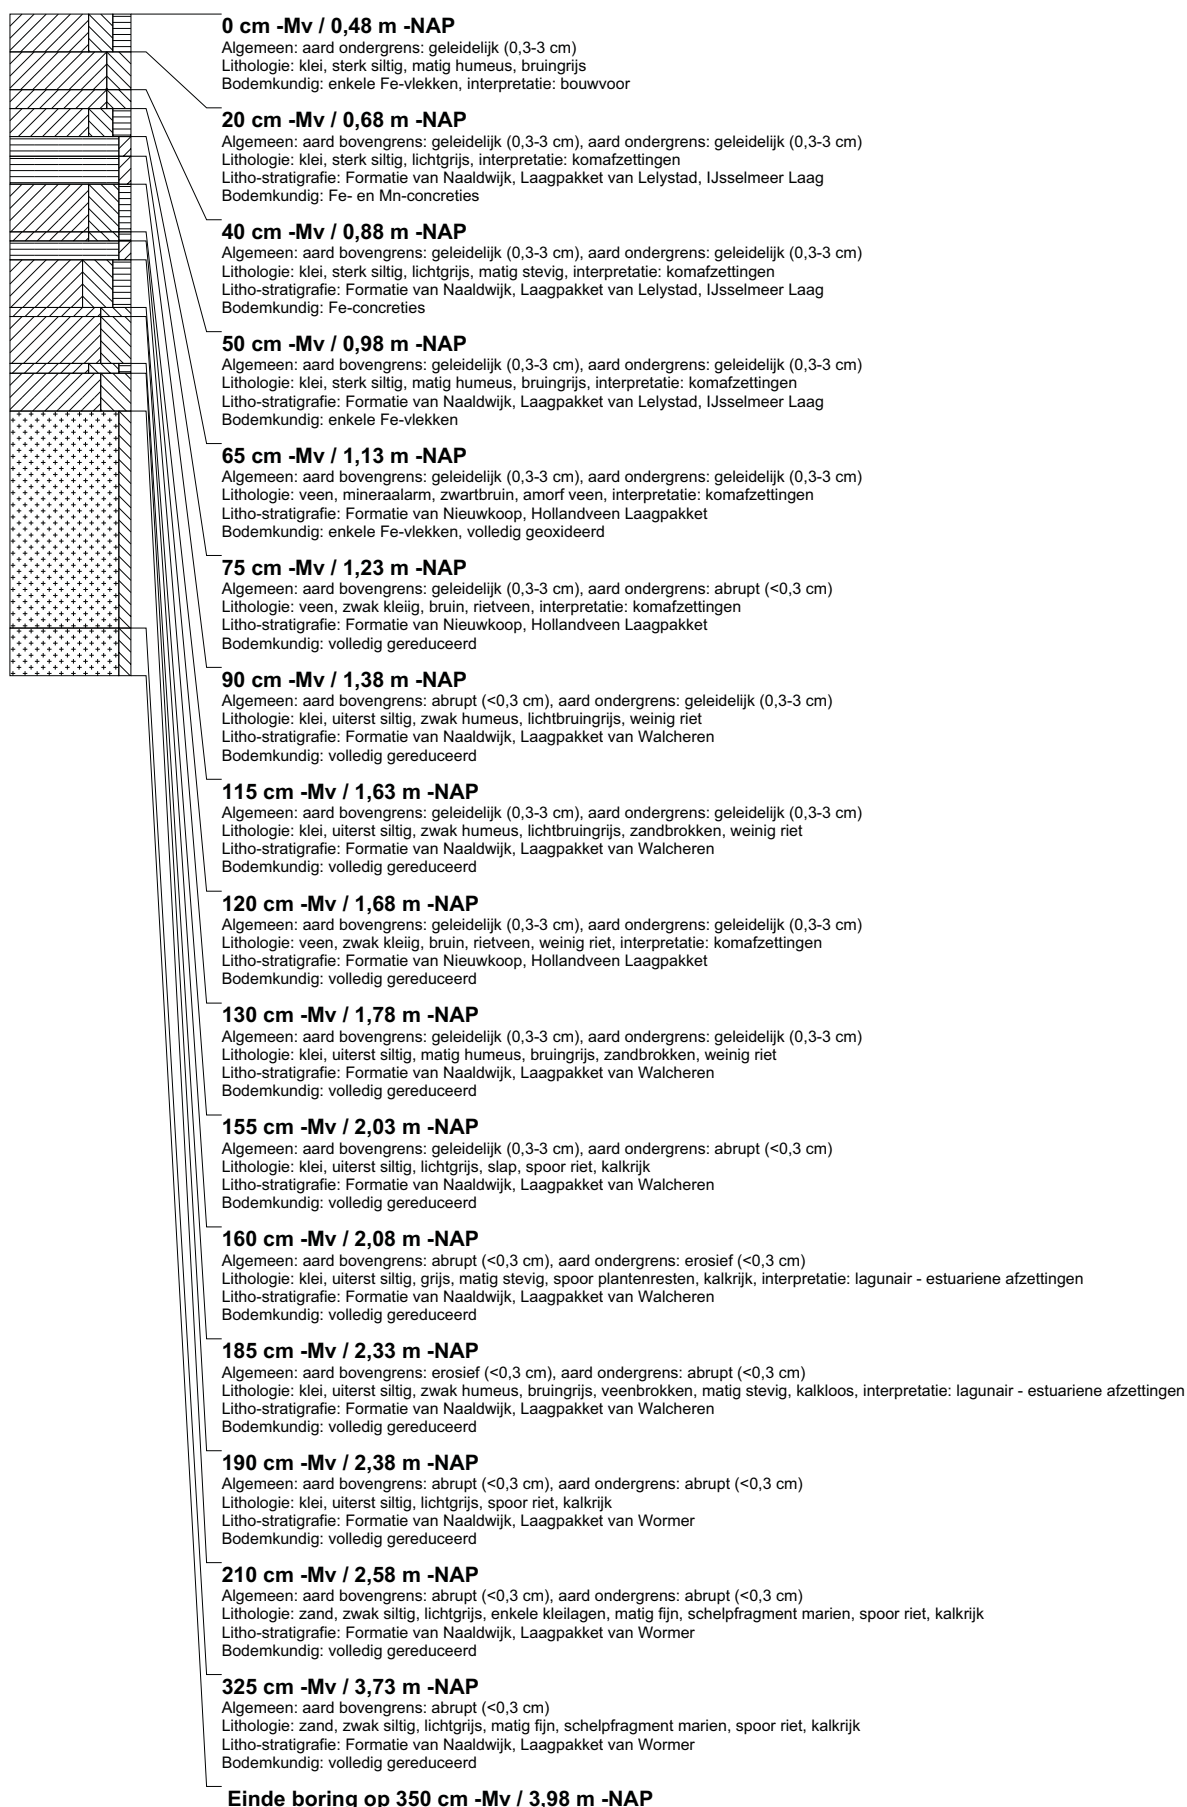 0 cm -Mv / 0,48 m -NAP
Algemeen: aard ondergrens: geleidelijk (0,3-3 cm)
Lithologie: klei, sterk siltig, matig humeus, bruingrijs
Bodemkundig: enkele Fe-vlekken, interpretatie: bouwvoor
20 cm -Mv / 0,68 m -NAP
Algemeen: aard bovengrens: geleidelijk (0,3-3 cm), aard ondergrens: geleidelijk (0,3-3 cm)
Lithologie: klei, sterk siltig, lichtgrijs, interpretatie: komafzettingen
Litho-stratigrafie: Formatie van Naaldwijk, Laagpakket van Lelystad, IJsselmeer Laag
Bodemkundig: Fe- en Mn-concreties
40 cm -Mv / 0,88 m -NAP
Algemeen: aard bovengrens: geleidelijk (0,3-3 cm), aard ondergrens: geleidelijk (0,3-3 cm)
Lithologie: klei, sterk siltig, lichtgrijs, matig stevig, interpretatie: komafzettingen
Litho-stratigrafie: Formatie van Naaldwijk, Laagpakket van Lelystad, IJsselmeer Laag
Bodemkundig: Fe-concreties
50 cm -Mv / 0,98 m -NAP
Algemeen: aard bovengrens: geleidelijk (0,3-3 cm), aard ondergrens: geleidelijk (0,3-3 cm)
Lithologie: klei, sterk siltig, matig humeus, bruingrijs, interpretatie: komafzettingen
Litho-stratigrafie: Formatie van Naaldwijk, Laagpakket van Lelystad, IJsselmeer Laag
Bodemkundig: enkele Fe-vlekken
65 cm -Mv / 1,13 m -NAP
Algemeen: aard bovengrens: geleidelijk (0,3-3 cm), aard ondergrens: geleidelijk (0,3-3 cm)
Lithologie: veen, mineraalarm, zwartbruin, amorf veen, interpretatie: komafzettingen
Litho-stratigrafie: Formatie van Nieuwkoop, Hollandveen Laagpakket
Bodemkundig: enkele Fe-vlekken, volledig geoxideerd
75 cm -Mv / 1,23 m -NAP
Algemeen: aard bovengrens: geleidelijk (0,3-3 cm), aard ondergrens: abrupt (<0,3 cm)
Lithologie: veen, zwak kleiig, bruin, rietveen, interpretatie: komafzettingen
Litho-stratigrafie: Formatie van Nieuwkoop, Hollandveen Laagpakket
Bodemkundig: volledig gereduceerd
90 cm -Mv / 1,38 m -NAP
Algemeen: aard bovengrens: abrupt (<0,3 cm), aard ondergrens: geleidelijk (0,3-3 cm)
Lithologie: klei, uiterst siltig, zwak humeus, lichtbruingrijs, weinig riet
Litho-stratigrafie: Formatie van Naaldwijk, Laagpakket van Walcheren
Bodemkundig: volledig gereduceerd
115 cm -Mv / 1,63 m -NAP
Algemeen: aard bovengrens: geleidelijk (0,3-3 cm), aard ondergrens: geleidelijk (0,3-3 cm)
Lithologie: klei, uiterst siltig, zwak humeus, lichtbruingrijs, zandbrokken, weinig riet
Litho-stratigrafie: Formatie van Naaldwijk, Laagpakket van Walcheren
Bodemkundig: volledig gereduceerd
120 cm -Mv / 1,68 m -NAP
Algemeen: aard bovengrens: geleidelijk (0,3-3 cm), aard ondergrens: geleidelijk (0,3-3 cm)
Lithologie: veen, zwak kleiig, bruin, rietveen, weinig riet, interpretatie: komafzettingen
Litho-stratigrafie: Formatie van Nieuwkoop, Hollandveen Laagpakket
Bodemkundig: volledig gereduceerd
130 cm -Mv / 1,78 m -NAP
Algemeen: aard bovengrens: geleidelijk (0,3-3 cm), aard ondergrens: geleidelijk (0,3-3 cm)
Lithologie: klei, uiterst siltig, matig humeus, bruingrijs, zandbrokken, weinig riet
Litho-stratigrafie: Formatie van Naaldwijk, Laagpakket van Walcheren
Bodemkundig: volledig gereduceerd
155 cm -Mv / 2,03 m -NAP
Algemeen: aard bovengrens: geleidelijk (0,3-3 cm), aard ondergrens: abrupt (<0,3 cm)
Lithologie: klei, uiterst siltig, lichtgrijs, slap, spoor riet, kalkrijk
Litho-stratigrafie: Formatie van Naaldwijk, Laagpakket van Walcheren
Bodemkundig: volledig gereduceerd
160 cm -Mv / 2,08 m -NAP
Algemeen: aard bovengrens: abrupt (<0,3 cm), aard ondergrens: erosief (<0,3 cm)
Lithologie: klei, uiterst siltig, grijs, matig stevig, spoor plantenresten, kalkrijk, interpretatie: lagunair - estuariene afzettingen
Litho-stratigrafie: Formatie van Naaldwijk, Laagpakket van Walcheren
Bodemkundig: volledig gereduceerd
185 cm -Mv / 2,33 m -NAP
Algemeen: aard bovengrens: erosief (<0,3 cm), aard ondergrens: abrupt (<0,3 cm)
Lithologie: klei, uiterst siltig, zwak humeus, bruingrijs, veenbrokken, matig stevig, kalkloos, interpretatie: lagunair - estuariene afzettingen
Litho-stratigrafie: Formatie van Naaldwijk, Laagpakket van Walcheren
Bodemkundig: volledig gereduceerd
190 cm -Mv / 2,38 m -NAP
Algemeen: aard bovengrens: abrupt (<0,3 cm), aard ondergrens: abrupt (<0,3 cm)
Lithologie: klei, uiterst siltig, lichtgrijs, spoor riet, kalkrijk
Litho-stratigrafie: Formatie van Naaldwijk, Laagpakket van Wormer
Bodemkundig: volledig gereduceerd
210 cm -Mv / 2,58 m -NAP
Algemeen: aard bovengrens: abrupt (<0,3 cm), aard ondergrens: abrupt (<0,3 cm)
Lithologie: zand, zwak siltig, lichtgrijs, enkele kleilagen, matig fijn, schelpfragment marien, spoor riet, kalkrijk
Litho-stratigrafie: Formatie van Naaldwijk, Laagpakket van Wormer
Bodemkundig: volledig gereduceerd
325 cm -Mv / 3,73 m -NAP
Algemeen: aard bovengrens: abrupt (<0,3 cm)
Lithologie: zand, zwak siltig, lichtgrijs, matig fijn, schelpfragment marien, spoor riet, kalkrijk
Litho-stratigrafie: Formatie van Naaldwijk, Laagpakket van Wormer
Bodemkundig: volledig gereduceerd
Einde boring op 350 cm -Mv / 3,98 m -NAP